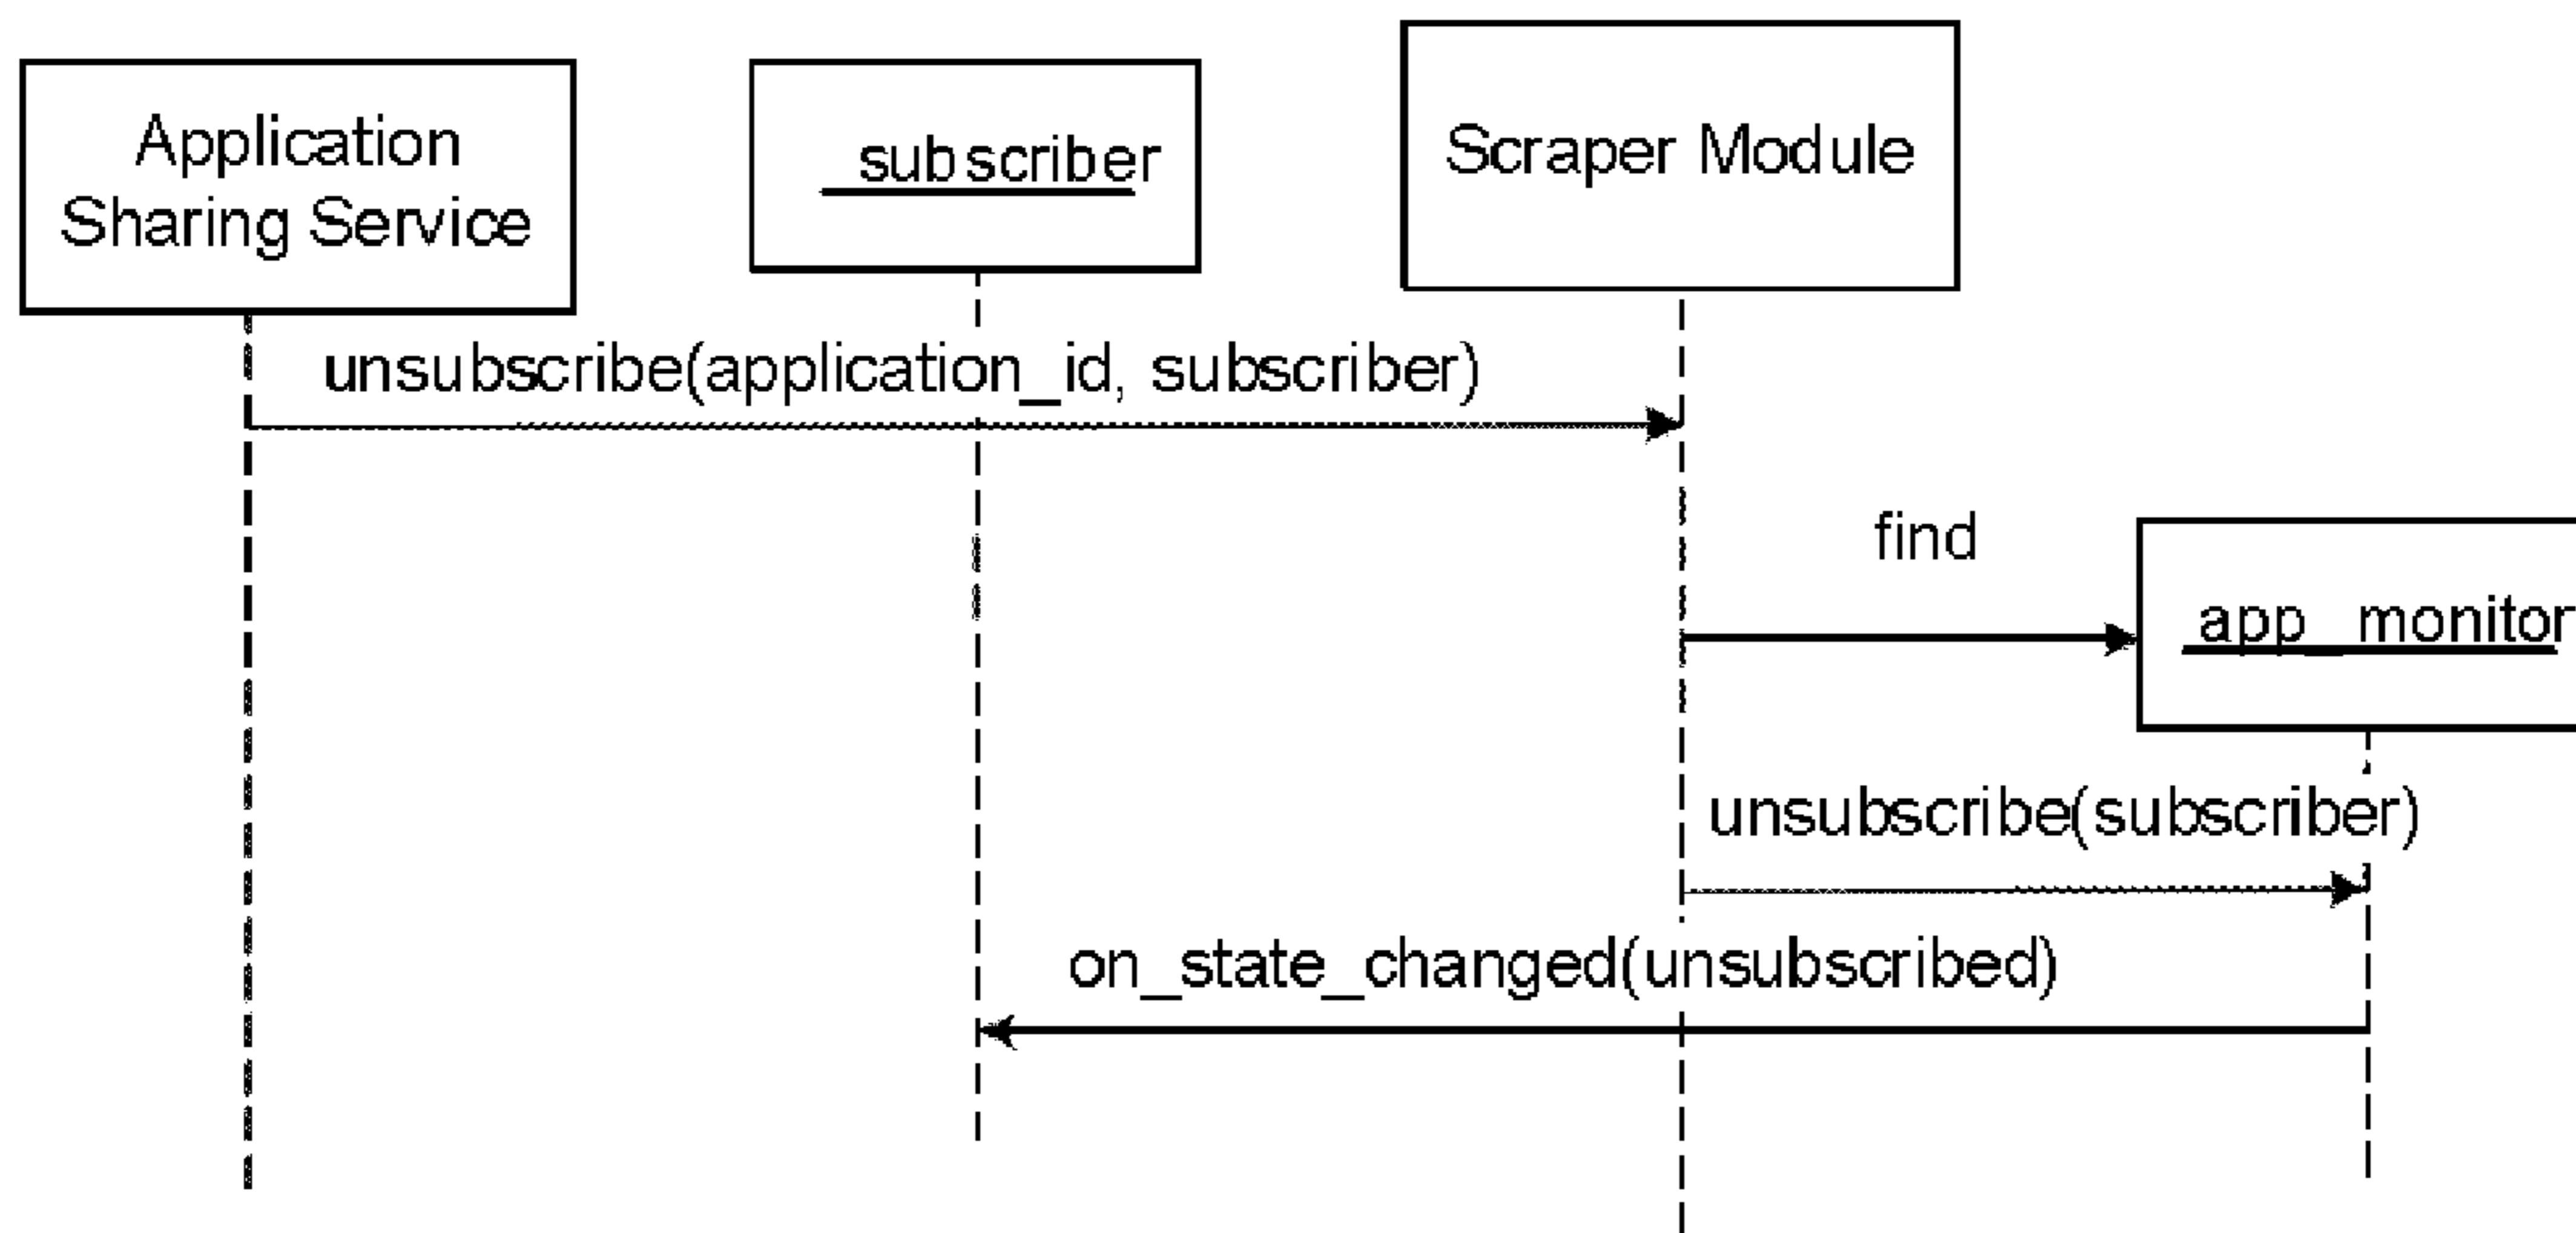 Application
Sharing Service
subscriber
Scraper Module
unsubscribe(application_id, subscriber)
find
app_monitor
unsubscribe(subscriber)
on_state_changed(unsubscribed)